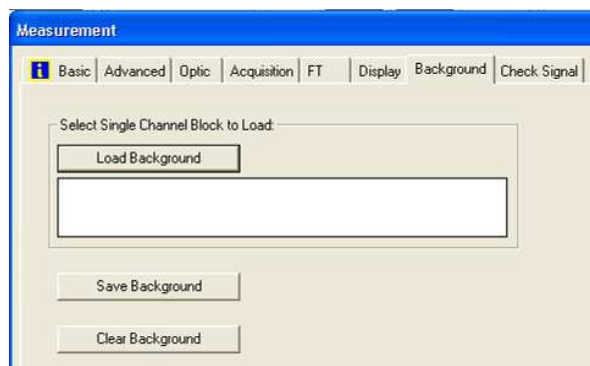 Measurement
i Basic Advanced Optic Acquisition FT Display Background Check Signal
Select Single Channel Block to Load:
Load Background
Save Background
Clear Background